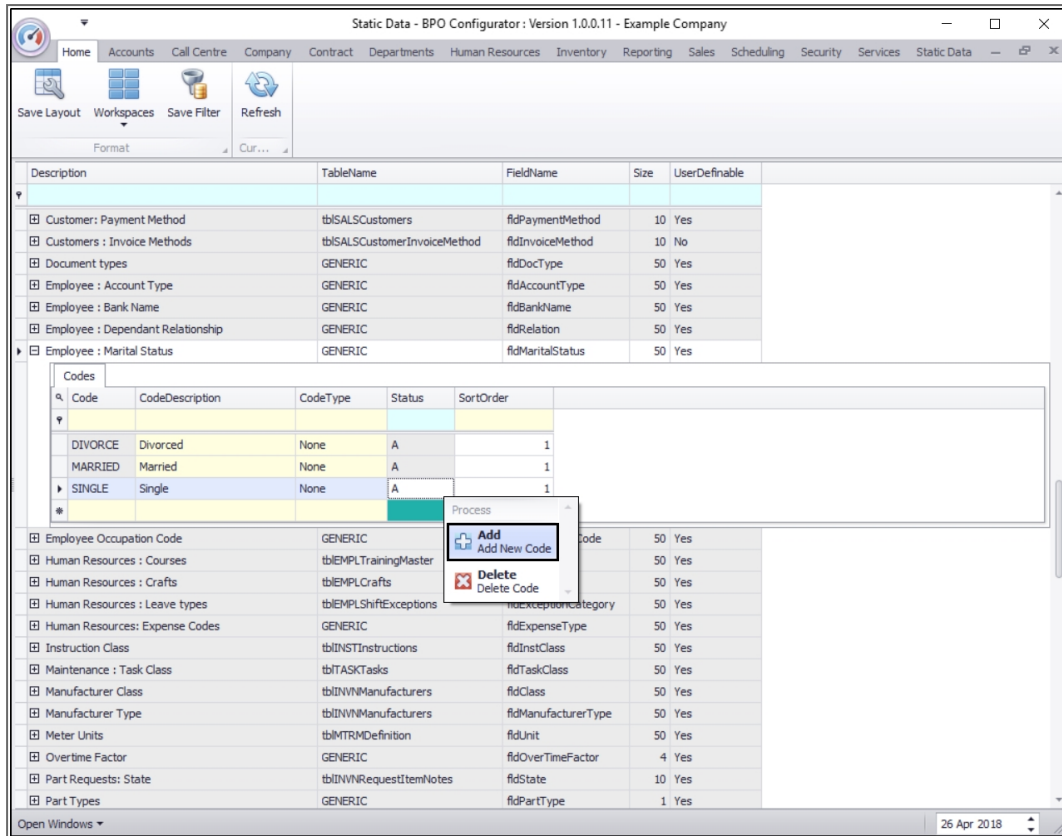 Static Data - BPO Configurator : Version 1.0.0.11 - Example Company
Home Accounts Call Centre Company Contract Departments Human Resources Inventory Reporting Sales Scheduling Security Services Static Data
Save Layout Workspaces Save Filter Refresh
Format Cur...
Description TableName FieldName Size UserDefinable
Customer: Payment Method tblSALSCustomers fldPaymentMethod 10 Yes
Customers : Invoice Methods tblSALSCustomerInvoiceMethod fldInvoiceMethod 10 No
Document types GENERIC fldDocType 50 Yes
Employee : Account Type GENERIC fldAccountType 50 Yes
Employee : Bank Name GENERIC fldBankName 50 Yes
Employee : Dependant Relationship GENERIC fldRelation 50 Yes
Employee : Marital Status GENERIC fldMaritalStatus 50 Yes
Codes
Code CodeDescription CodeType Status SortOrder
DIVORCE Divorced None A 1
MARRIED Married None A 1
SINGLE Single None A 1
Process
Add
Add New Code
Delete
Delete Code
Employee Occupation Code GENERIC Code 50 Yes
Human Resources : Courses tblEMPLTrainingMaster 50 Yes
Human Resources : Crafts tblEMPLCrafts 50 Yes
Human Resources : Leave types tblEMPLShiftExceptions fldExceptionCategory 50 Yes
Human Resources: Expense Codes GENERIC fldExpenseType 50 Yes
Instruction Class tblINSTInstructions fldInstClass 50 Yes
Maintenance : Task Class tblTASKTasks fldTaskClass 50 Yes
Manufacturer Class tblINVNManufacturers fldClass 50 Yes
Manufacturer Type tblINVNManufacturers fldManufacturerType 50 Yes
Meter Units tblMTRMDefinition fldUnit 50 Yes
Overtime Factor GENERIC fldOverTimeFactor 4 Yes
Part Requests: State tblINVNRequestItemNotes fldState 10 Yes
Part Types GENERIC fldPartType 1 Yes
Open Windows 26 Apr 2018